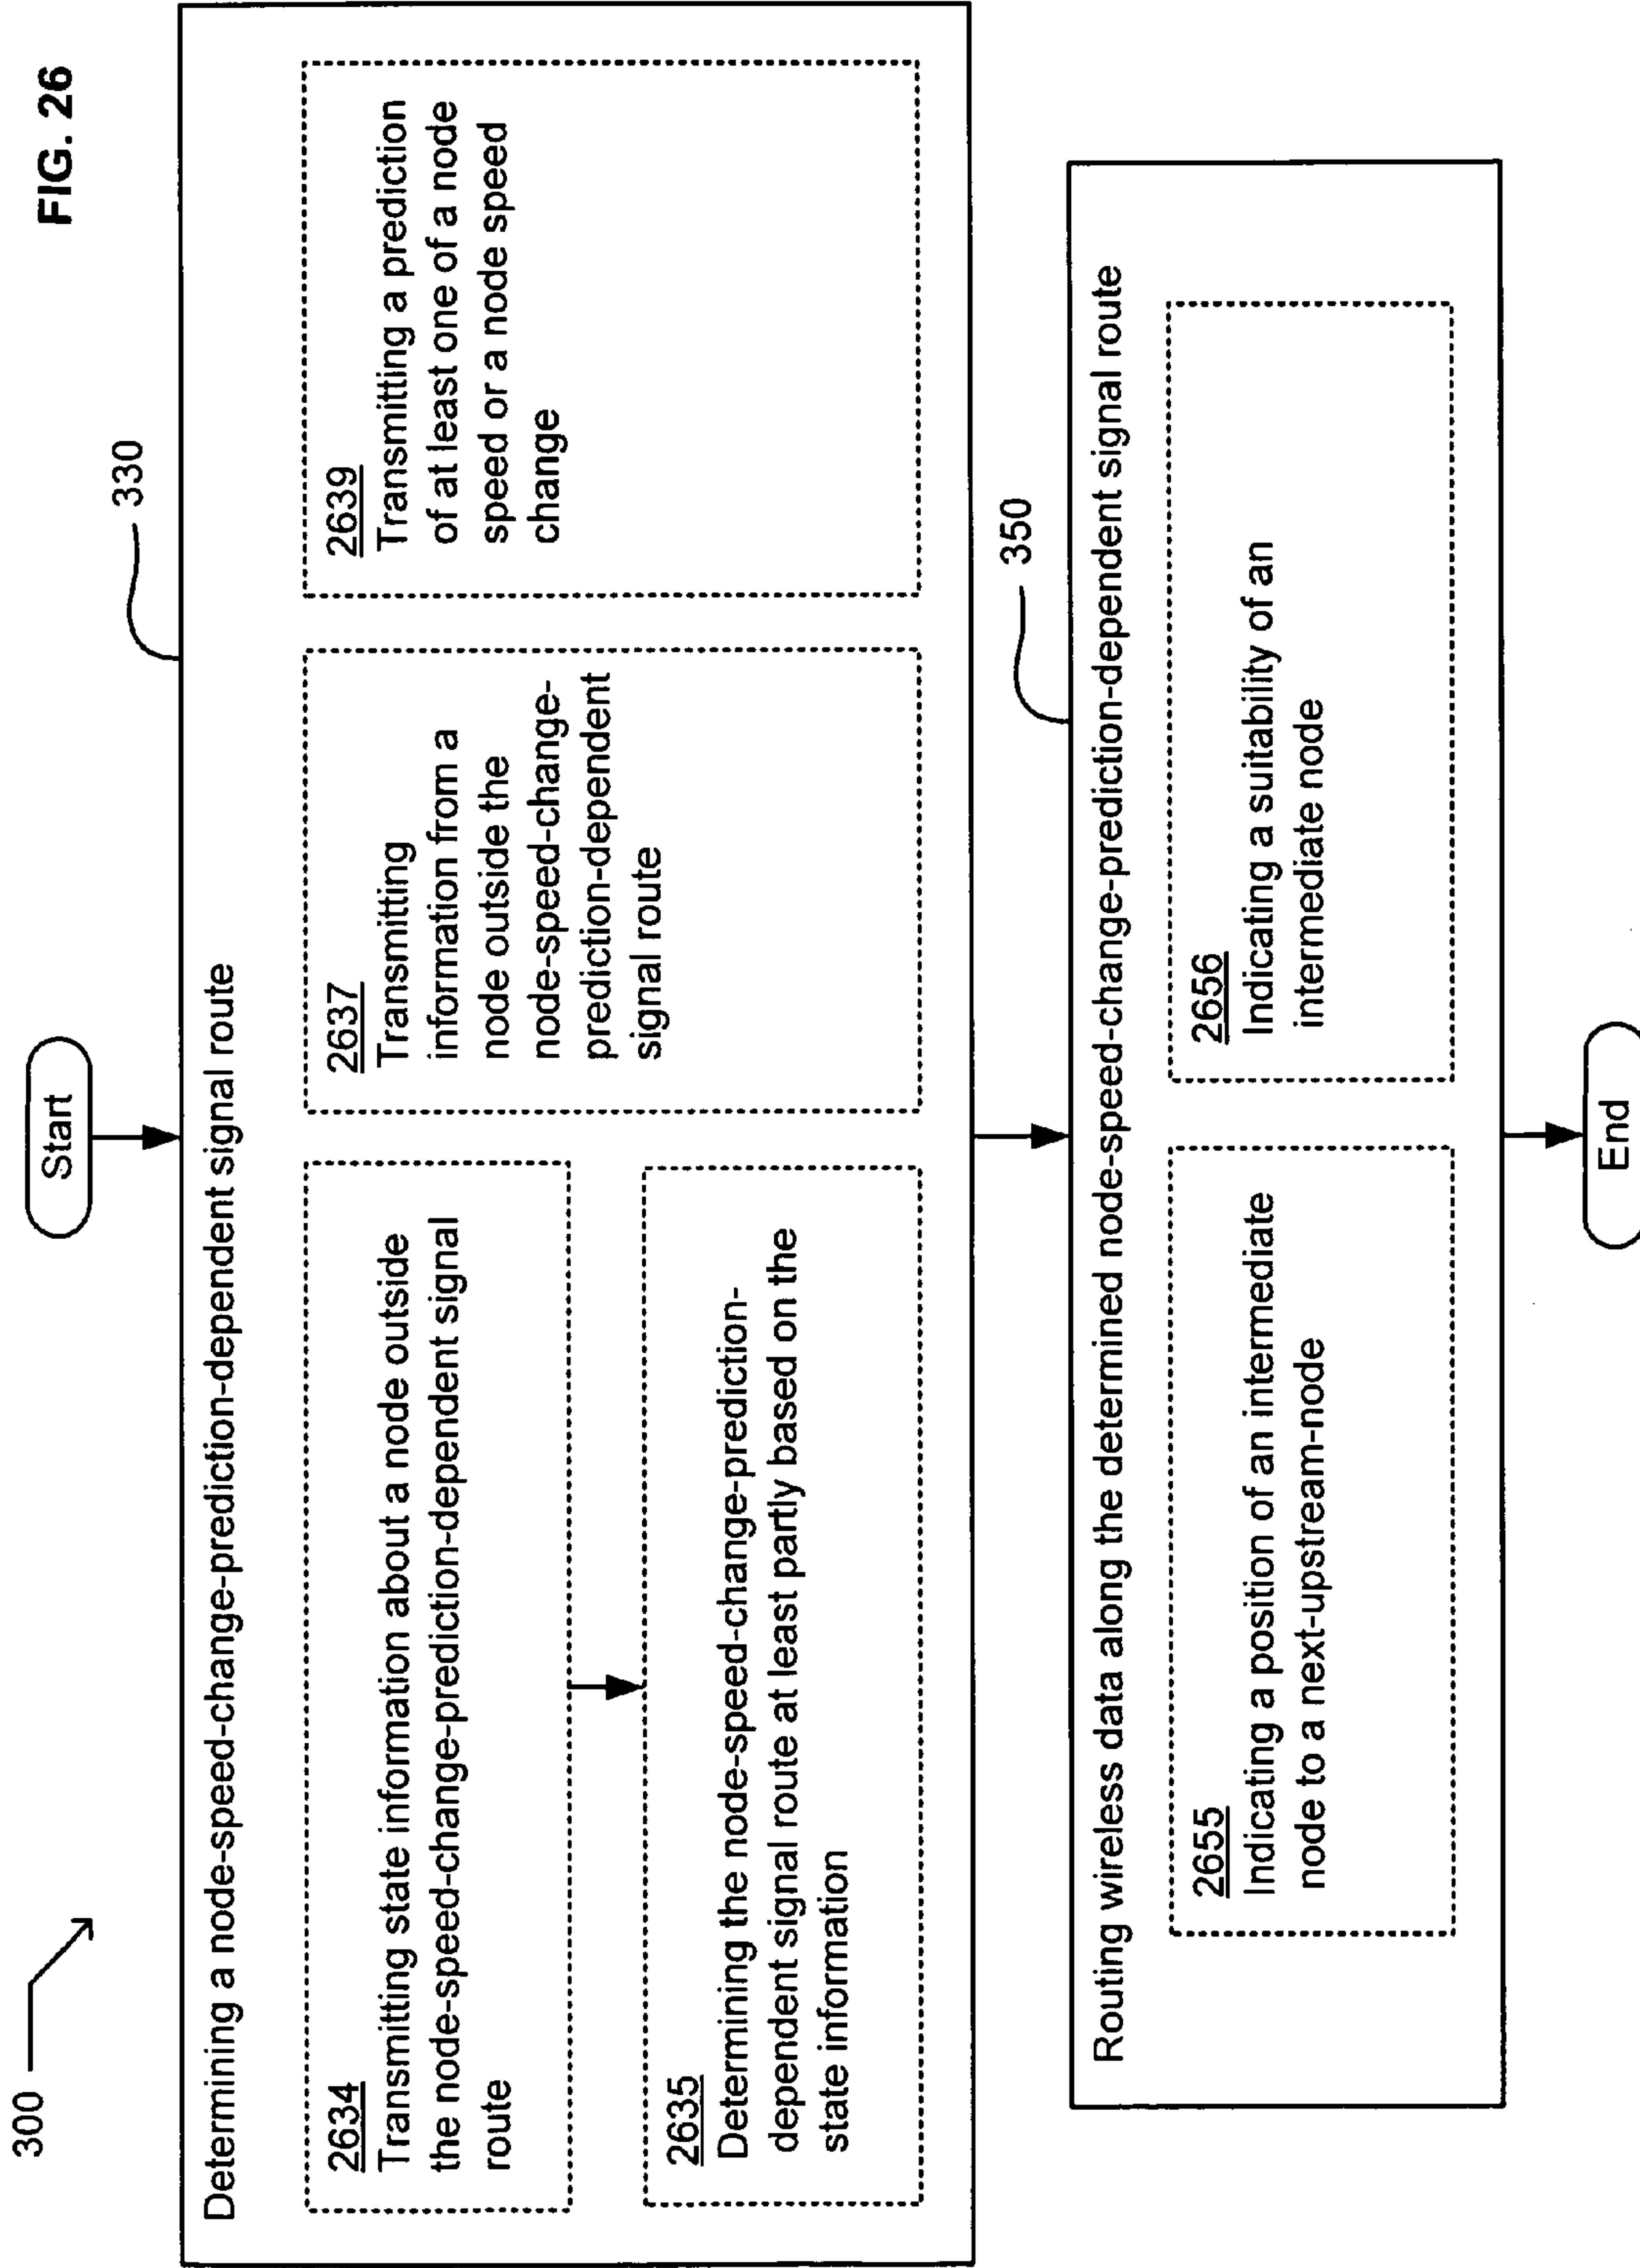 FIG. 26
300
Start
330
Determining a node-speed-change-prediction-dependent signal route
2634
Transmitting state information about a node outside
the node-speed-change-prediction-dependent signal
route
2635
Determining the node-speed-change-prediction-
dependent signal route at least partly based on the
state information
2637
Transmitting
information from a
node outside the
node-speed-change-
prediction-dependent
signal route
2639
Transmitting a prediction
of at least one of a node
speed or a node speed
change
350
Routing wireless data along the determined node-speed-change-prediction-dependent signal route
2655
Indicating a position of an intermediate
node to a next-upstream-node
2656
Indicating a suitability of an
intermediate node
End